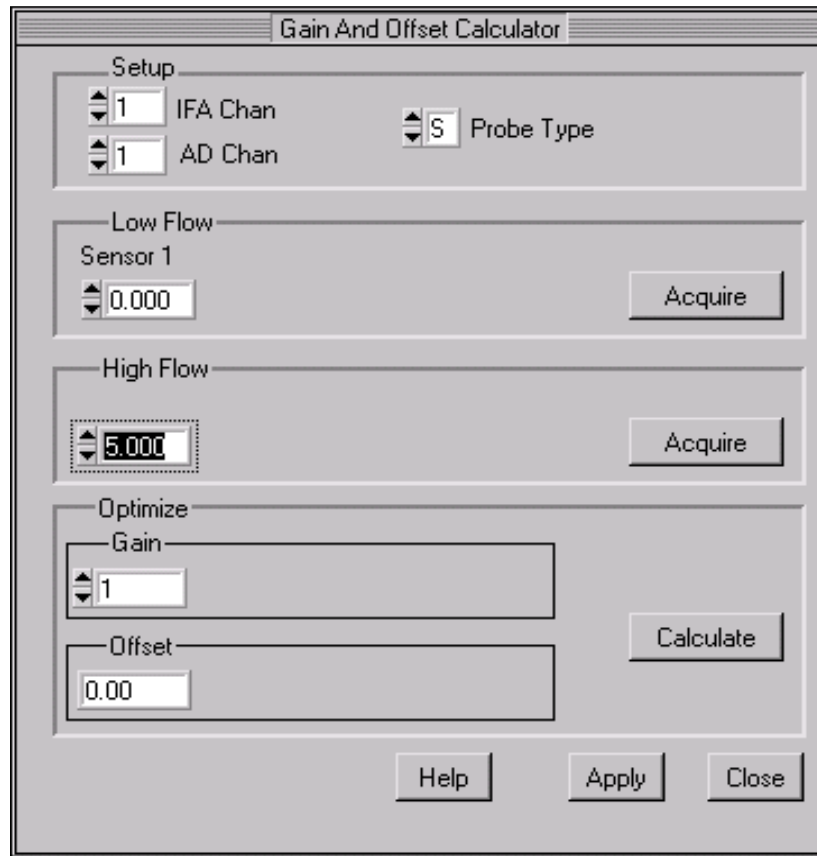 Gain And Offset Calculator
Setup
1 IFA Chan
S Probe Type
1 AD Chan
Low Flow
Sensor 1
0.000
Acquire
High Flow
5.000
Acquire
Optimize
Gain
1
Calculate
Offset
0.00
Help Apply Close